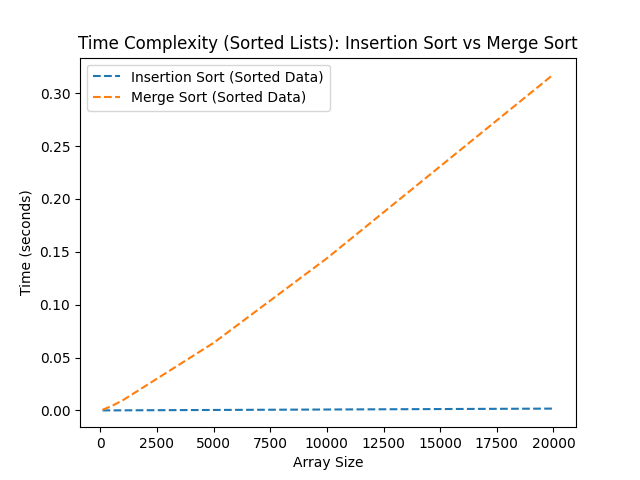 Time Complexity (Sorted Lists): Insertion Sort vs Merge Sort
Insertion Sort (Sorted Data)
Merge Sort (Sorted Data)
0.30
0.25
0.20
0.15
0.10
0.05
0.00
Time (seconds)
0 2500 5000 7500 10000 12500 15000 17500 20000
Array Size